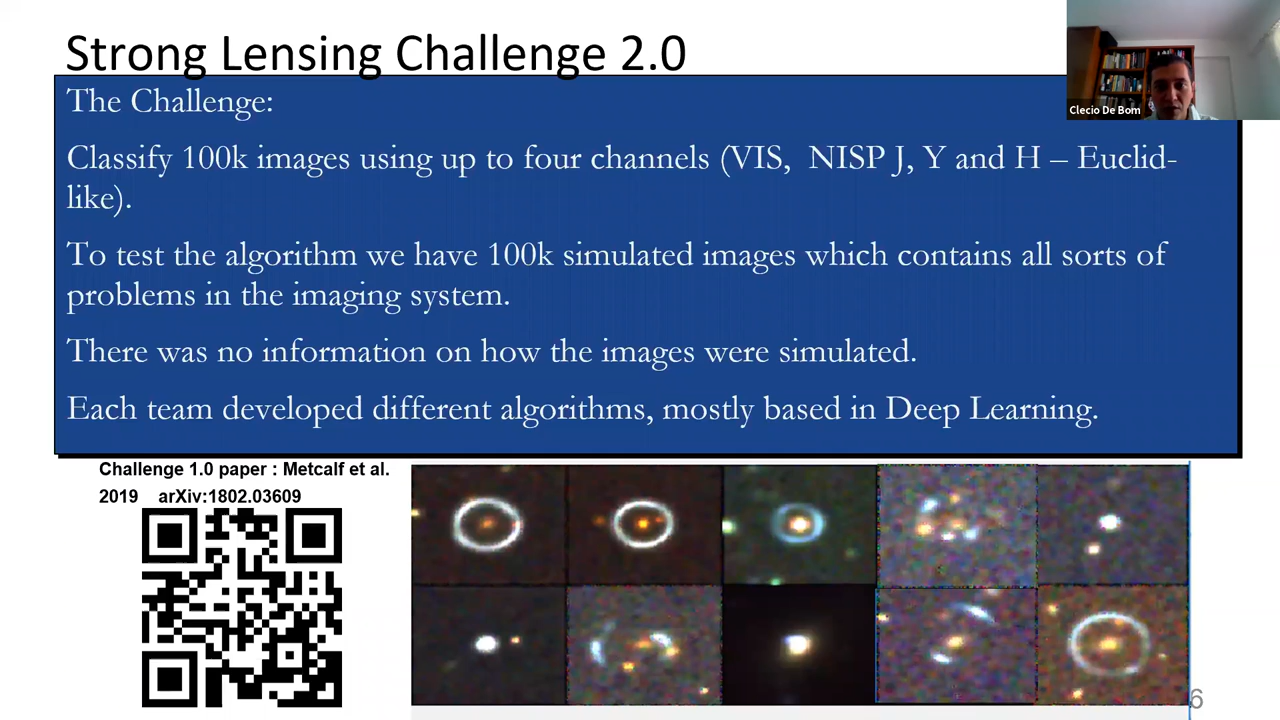 Strong Lensing Challenge 2.0
Clecio De Bom
The Challenge:
Classify 100k images using up to four channels (VIS, NISP J, Y and H – Euclid-
like).
To test the algorithm we have 100k simulated images which contains all sorts of
problems in the imaging system.
There was no information on how the images were simulated.
Each team developed different algorithms, mostly based in Deep Learning.
Challenge 1.0 paper : Metcalf et al.
2019 arXiv:1802.03609
6